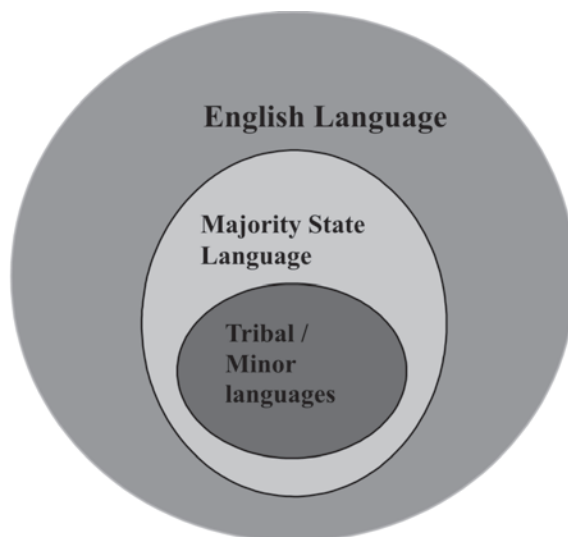 English Language
Majority State
Language
Tribal /
Minor
languages